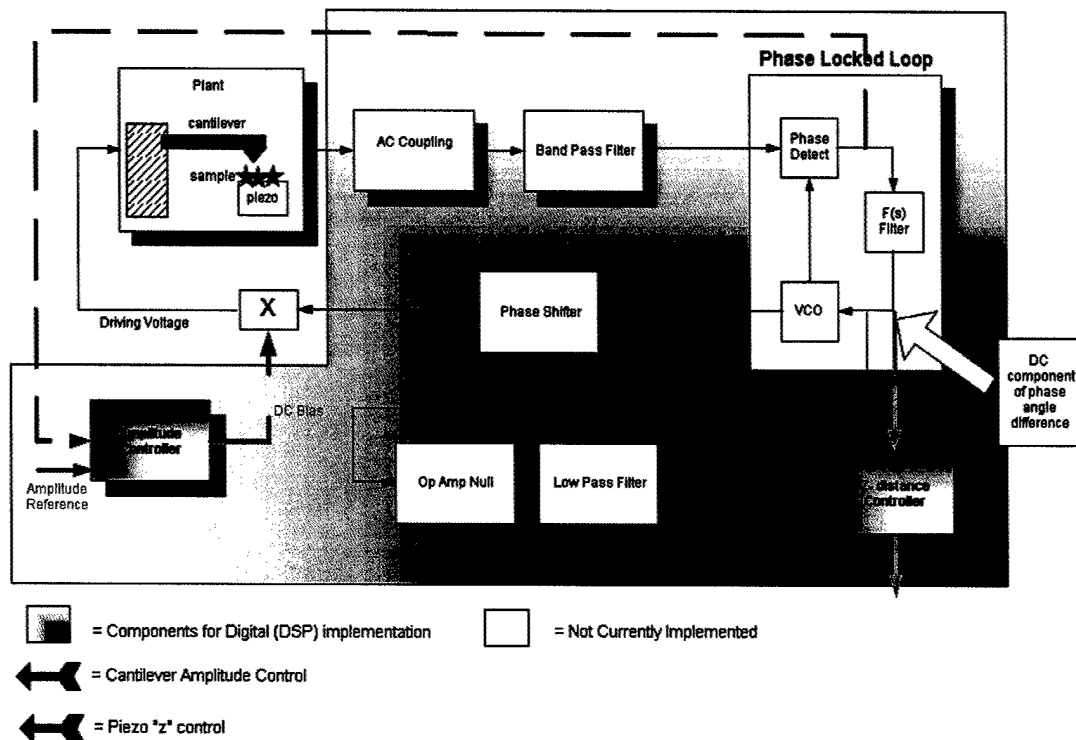 Phase Locked Loop
Plant
cantilever
sample
piezo
AC Coupling
Band Pass Filter
Phase
Detect
F(s)
Filter
X
Driving Voltage
Phase Shifter
VCO
DC
component
of phase
angle
difference
DC Bias
controller
Amplitude
Reference
Op Amp Null
Low Pass Filter
distance
controller
= Components for Digital (DSP) implementation
= Not Currently Implemented
= Cantilever Amplitude Control
= Piezo "z" control